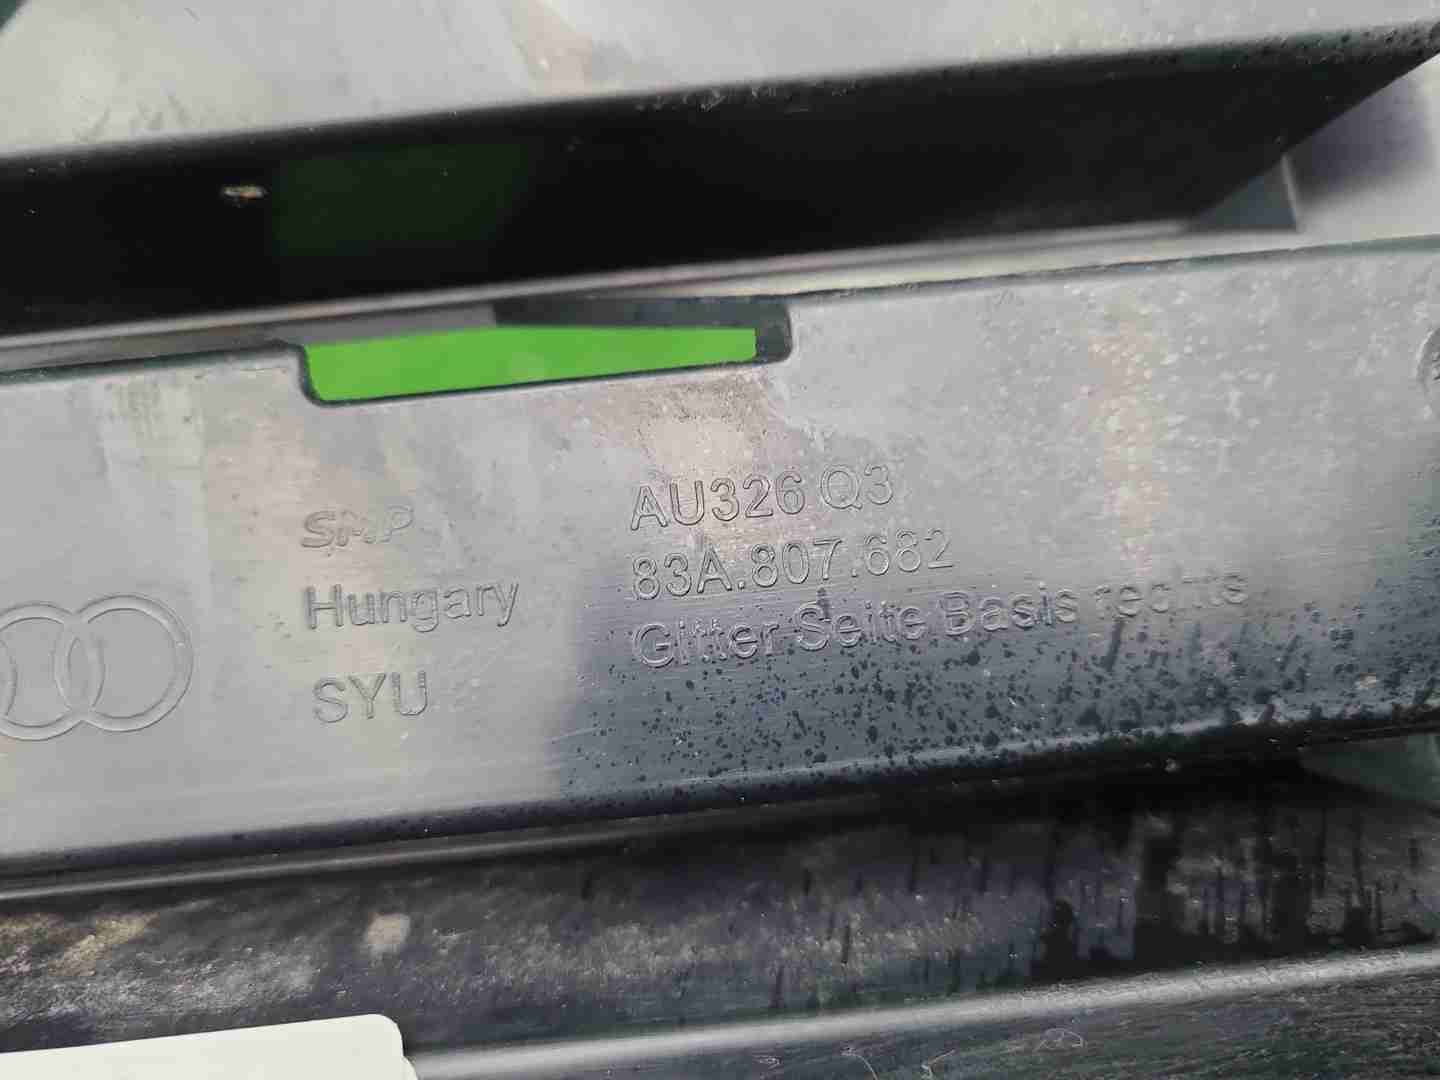 SMP
Hungary
SYU
AU326 Q3
83A.807.682
Gitter Seite Basis rechts